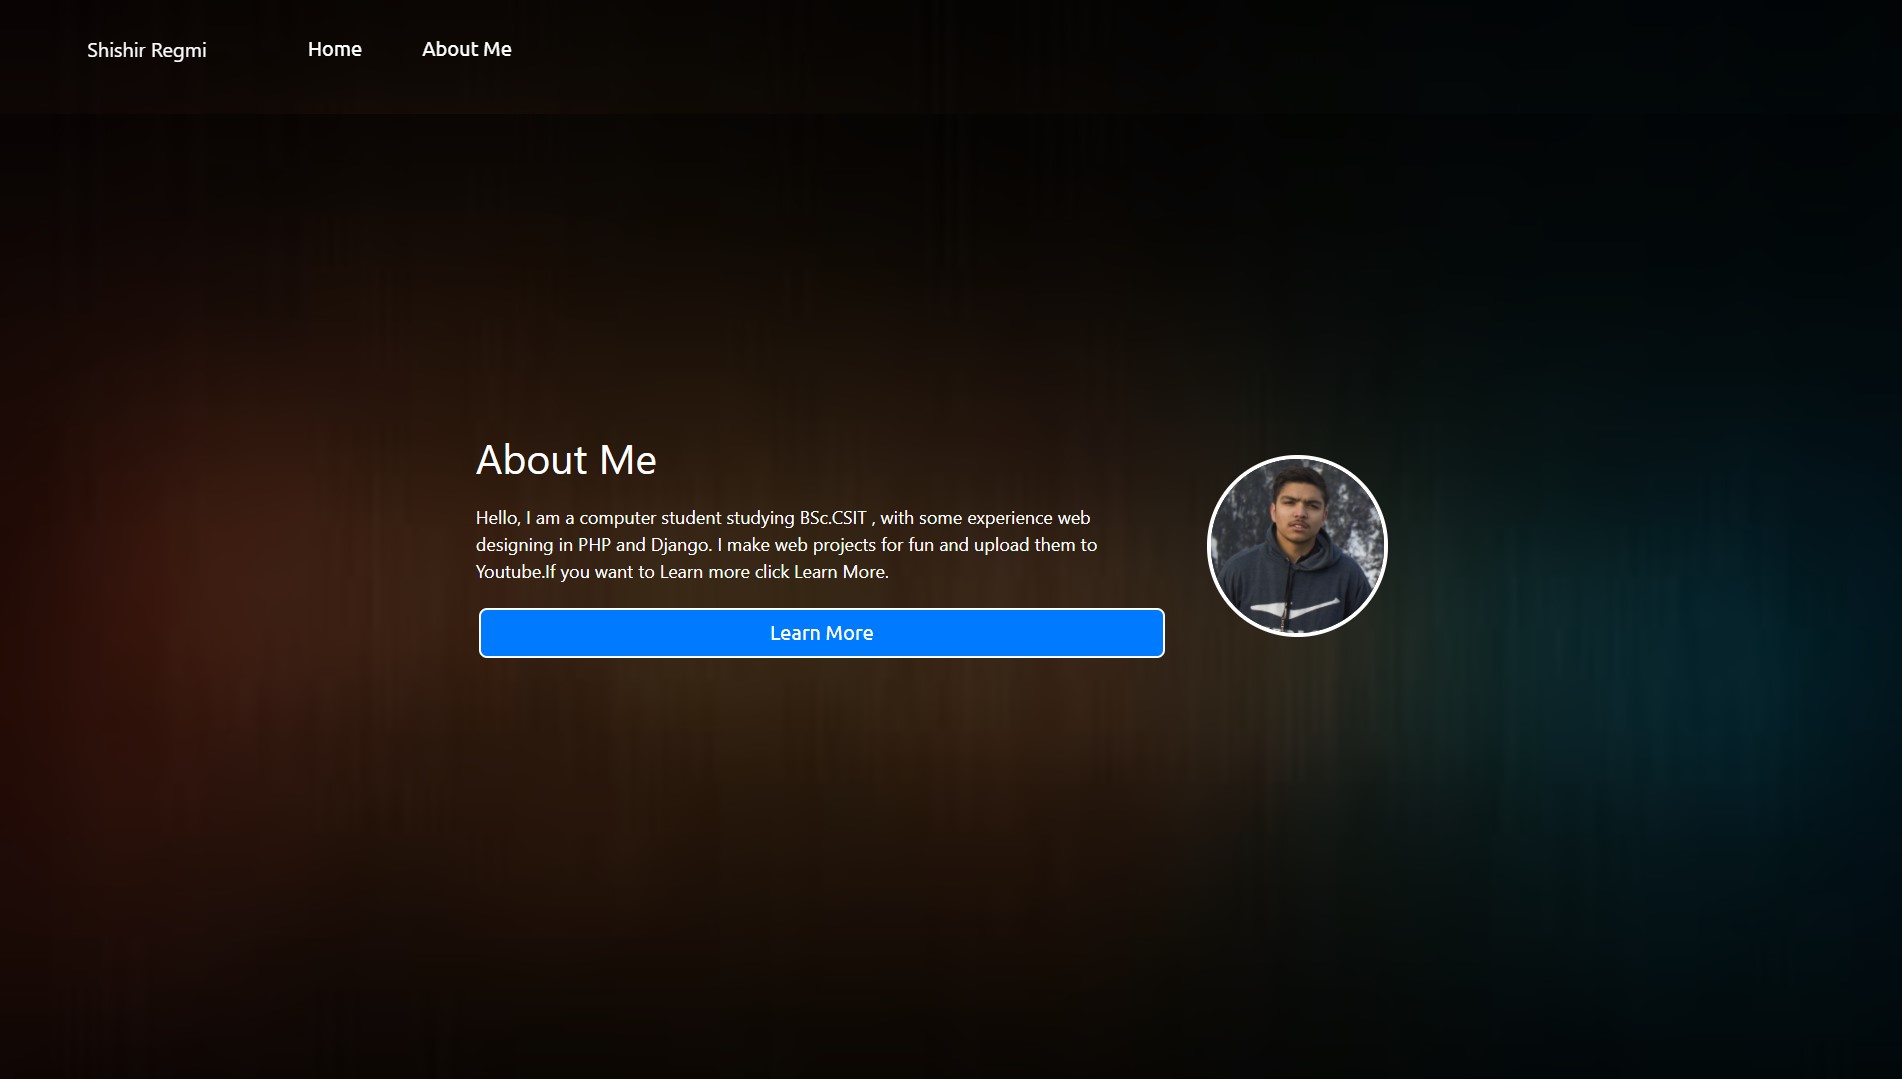 Shishir Regmi
Home
About Me
About Me
Hello, I am a computer student studying BSc.CSIT , with some experience web
designing in PHP and Django. I make web projects for fun and upload them to
Youtube.If you want to Learn more click Learn More.
Learn More